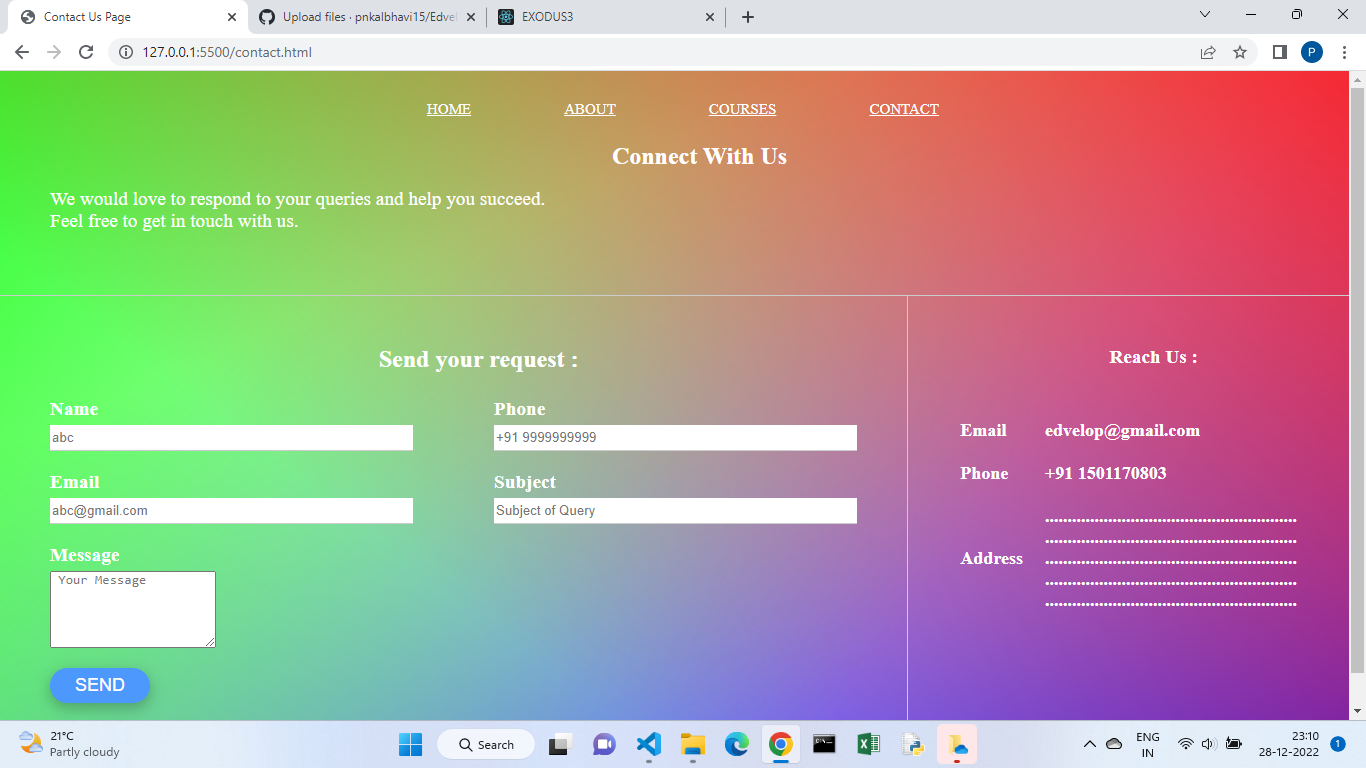 Contact Us Page
Upload files · pnkalbhavi15/Edvel
EXODUS3
127.0.0.1:5500/contact.html
P
HOME ABOUT COURSES CONTACT
Connect With Us
We would love to respond to your queries and help you succeed.
Feel free to get in touch with us.
Send your request :
Name
abc
Phone
+91 9999999999
Email
abc@gmail.com
Subject
Subject of Query
Message
Your Message
SEND
Reach Us :
Email edvelop@gmail.com
Phone +91 1501170803
Address
........................................................
........................................................
........................................................
........................................................
........................................................
21°C
Partly cloudy
Search
ENG
IN
23:10
28-12-2022
1